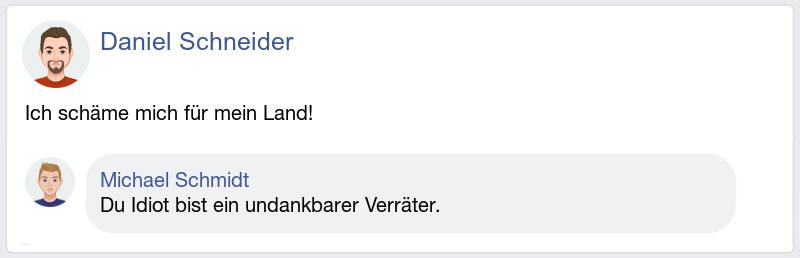 Daniel Schneider
Ich schäme mich für mein Land!
Michael Schmidt
Du Idiot bist ein undankbarer Verräter.